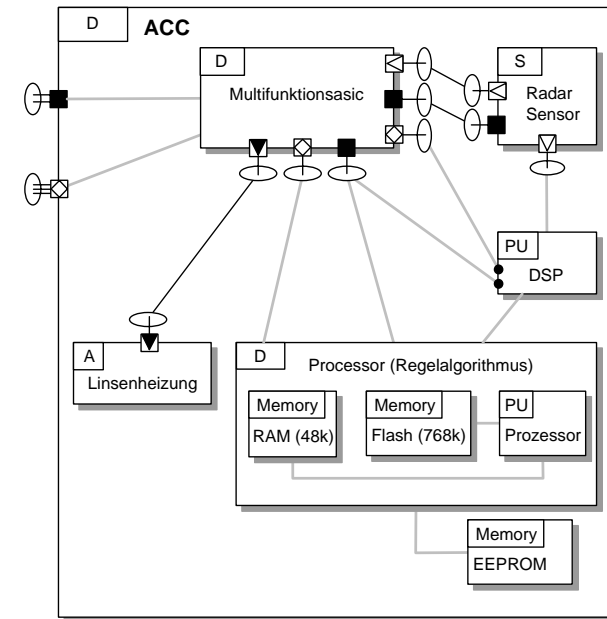 D
ACC
D
Multifunktionsasic
S
Radar
Sensor
PU
DSP
A
Linsenheizung
D
Processor (Regelalgorithmus)
Memory
RAM (48k)
Memory
Flash (768k)
PU
Prozessor
Memory
EEPROM